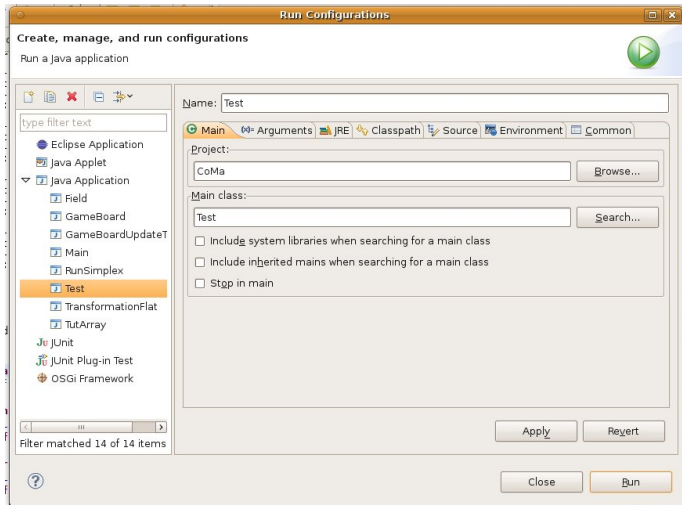 Run Configurations
Create, manage, and run configurations
Run a Java application
type filter text
Eclipse Application
Java Applet
Java Application
Field
GameBoard
GameBoardUpdateT
Main
RunSimplex
Test
TransformationFlat
TutArray
JUnit
JUnit Plug-in Test
OSGi Framework
Filter matched 14 of 14 items
Name: Test
Main (x)= Arguments JRE Classpath Source Environment Common
Project:
CoMa Browse...
Main class:
Test Search...
Include system libraries when searching for a main class
Include inherited mains when searching for a main class
Stop in main
Apply Revert
Close Run